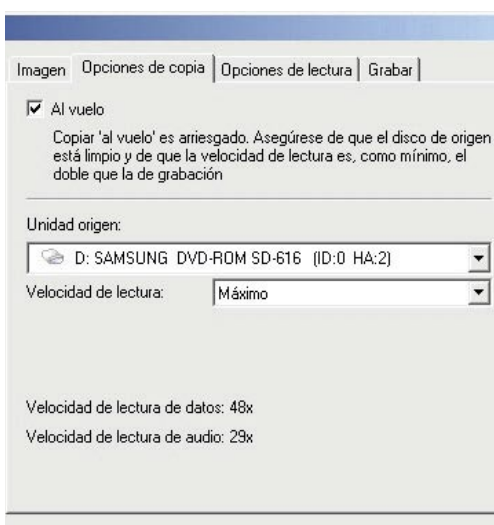 Imagen Opciones de copia Opciones de lectura Grabar
Al vuelo
Copiar 'al vuelo' es arriesgado. Asegúrese de que el disco de origen
está limpio y de que la velocidad de lectura es, como mínimo, el
doble que la de grabación
Unidad origen:
D: SAMSUNG DVD-ROM SD-616 (ID:0 HA:2)
Velocidad de lectura: Máximo
Velocidad de lectura de datos: 48x
Velocidad de lectura de audio: 29x